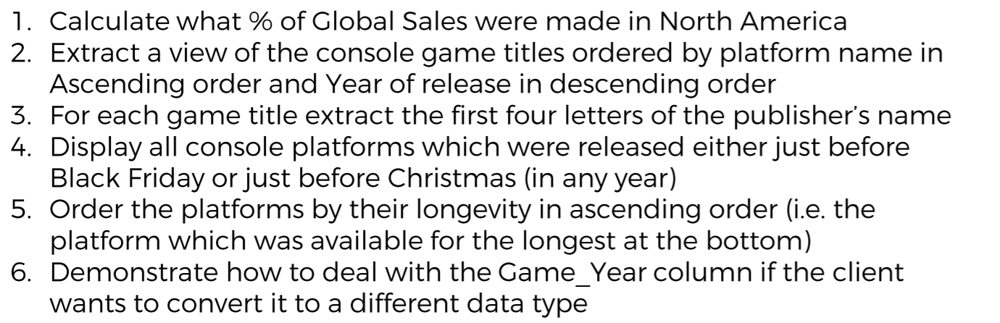 1. Calculate what % of Global Sales were made in North America
2. Extract a view of the console game titles ordered by platform name in
Ascending order and Year of release in descending order
3. For each game title extract the first four letters of the publisher's name
4. Display all console platforms which were released either just before
Black Friday or just before Christmas (in any year)
5. Order the platforms by their longevity in ascending order (i.e. the
platform which was available for the longest at the bottom)
6. Demonstrate how to deal with the Game_Year column if the client
wants to convert it to a different data type